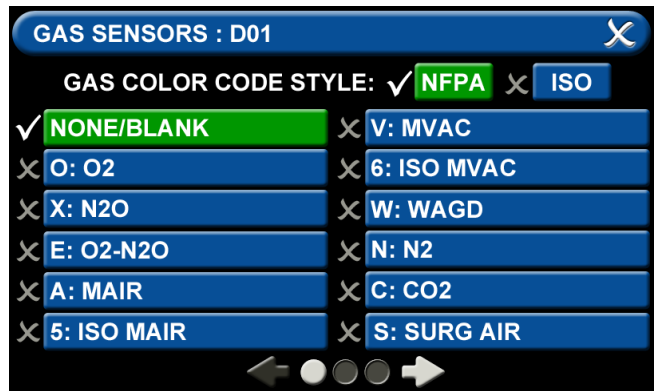 GAS SENSORS : D01
GAS COLOR CODE STYLE: NFPA ISO
NONE/BLANK
O: O2
X: N2O
E: O2-N2O
A: MAIR
5: ISO MAIR
V: MVAC
6: ISO MVAC
W: WAGD
N: N2
C: CO2
S: SURG AIR